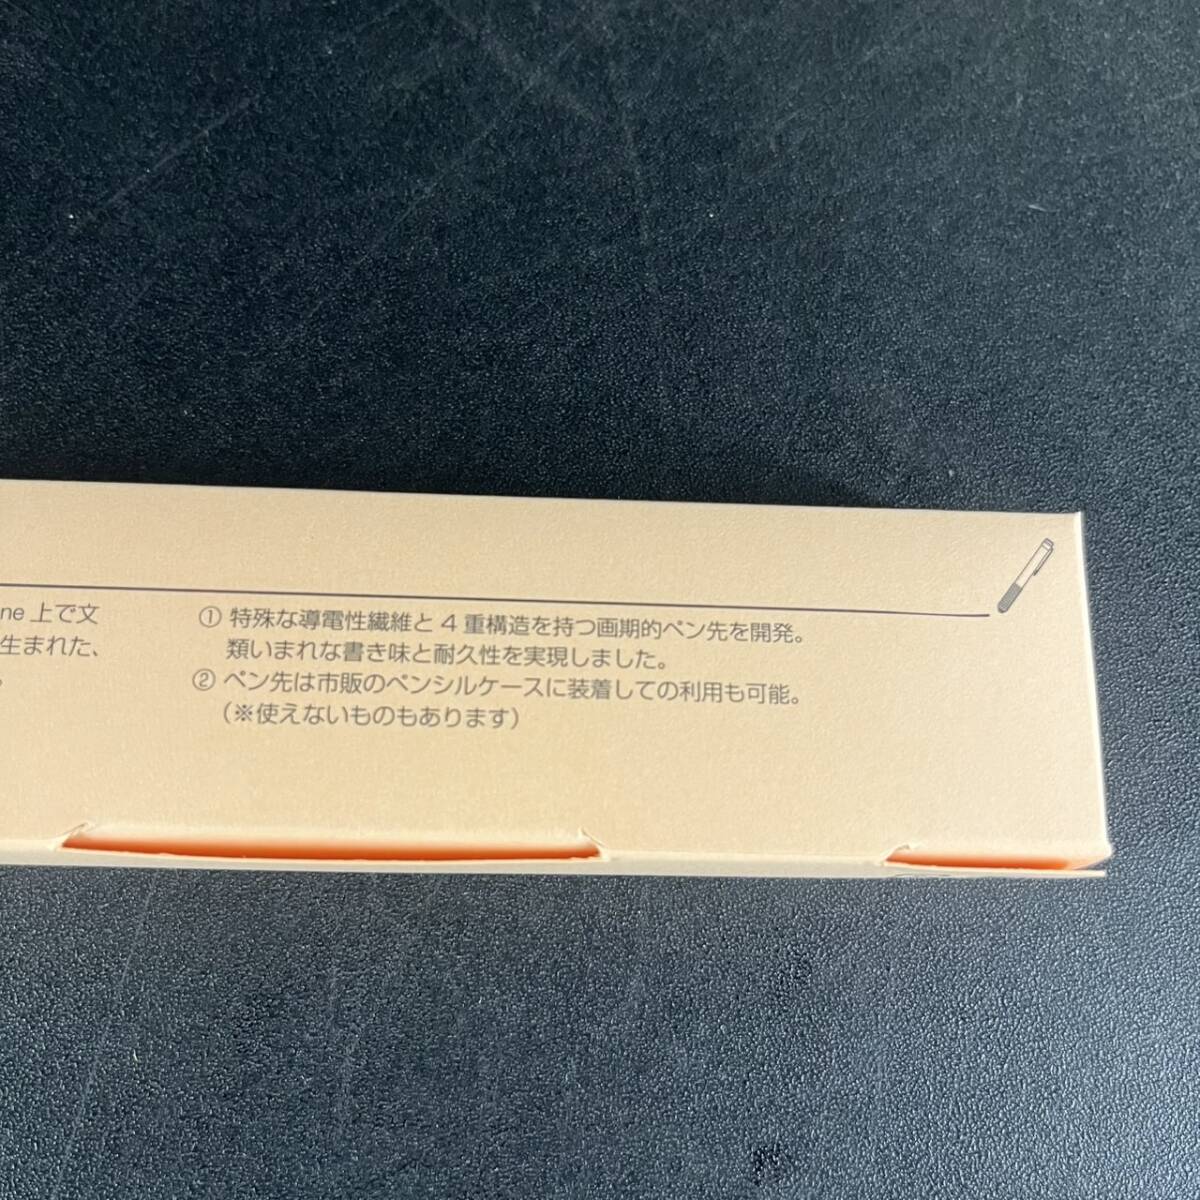 ne 上で文
生まれた、
① 特殊な導電性繊維と 4 重構造を持つ画期的ペン先を開発。
類いまれな書き味と耐久性を実現しました。
② ペン先は市販のペンシルケースに装着しての利用も可能。
（※使えないものもあります）